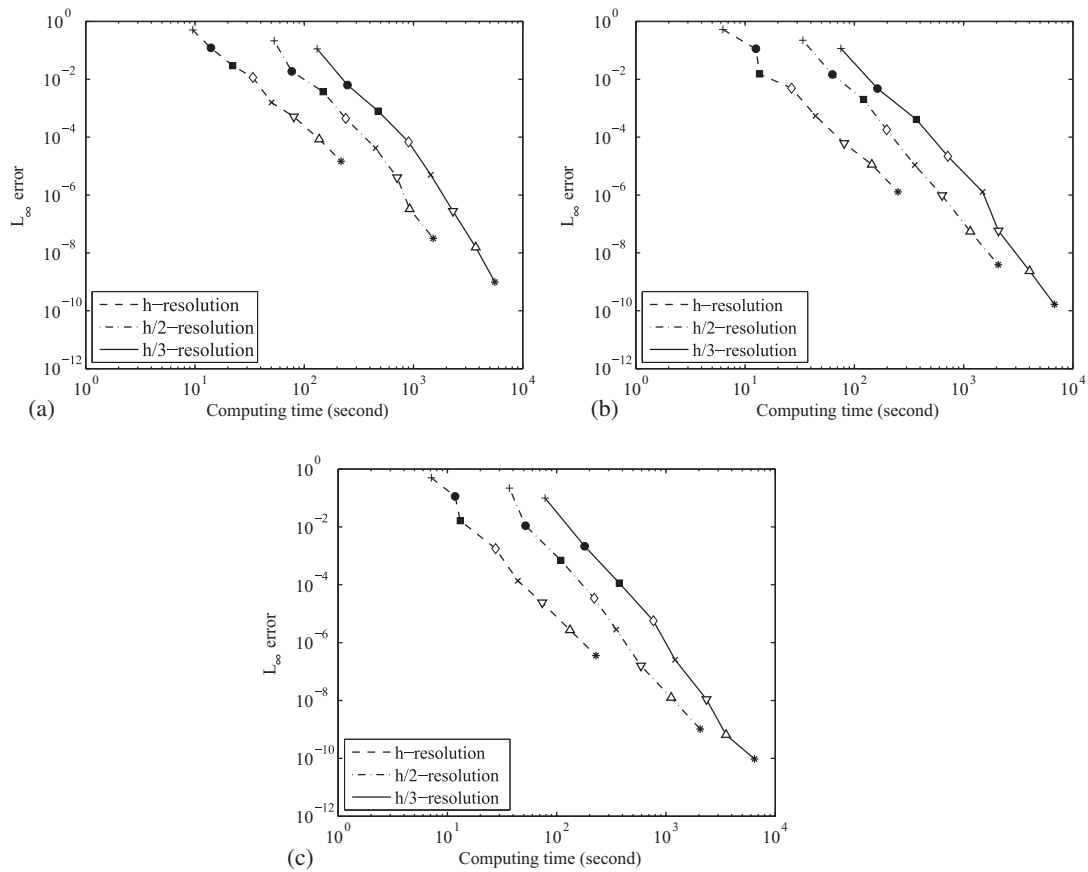 10^0
10^-2
10^-4
10^-6
10^-8
10^-10
10^-12
L∞ error
h−resolution
h/2−resolution
h/3−resolution
10^0 10^1 10^2 10^3 10^4
Computing time (second)
(a)
10^0
10^-2
10^-4
10^-6
10^-8
10^-10
10^-12
L∞ error
h−resolution
h/2−resolution
h/3−resolution
10^0 10^1 10^2 10^3 10^4
Computing time (second)
(b)
10^0
10^-2
10^-4
10^-6
10^-8
10^-10
10^-12
L∞ error
h−resolution
h/2−resolution
h/3−resolution
10^0 10^1 10^2 10^3 10^4
Computing time (second)
(c)